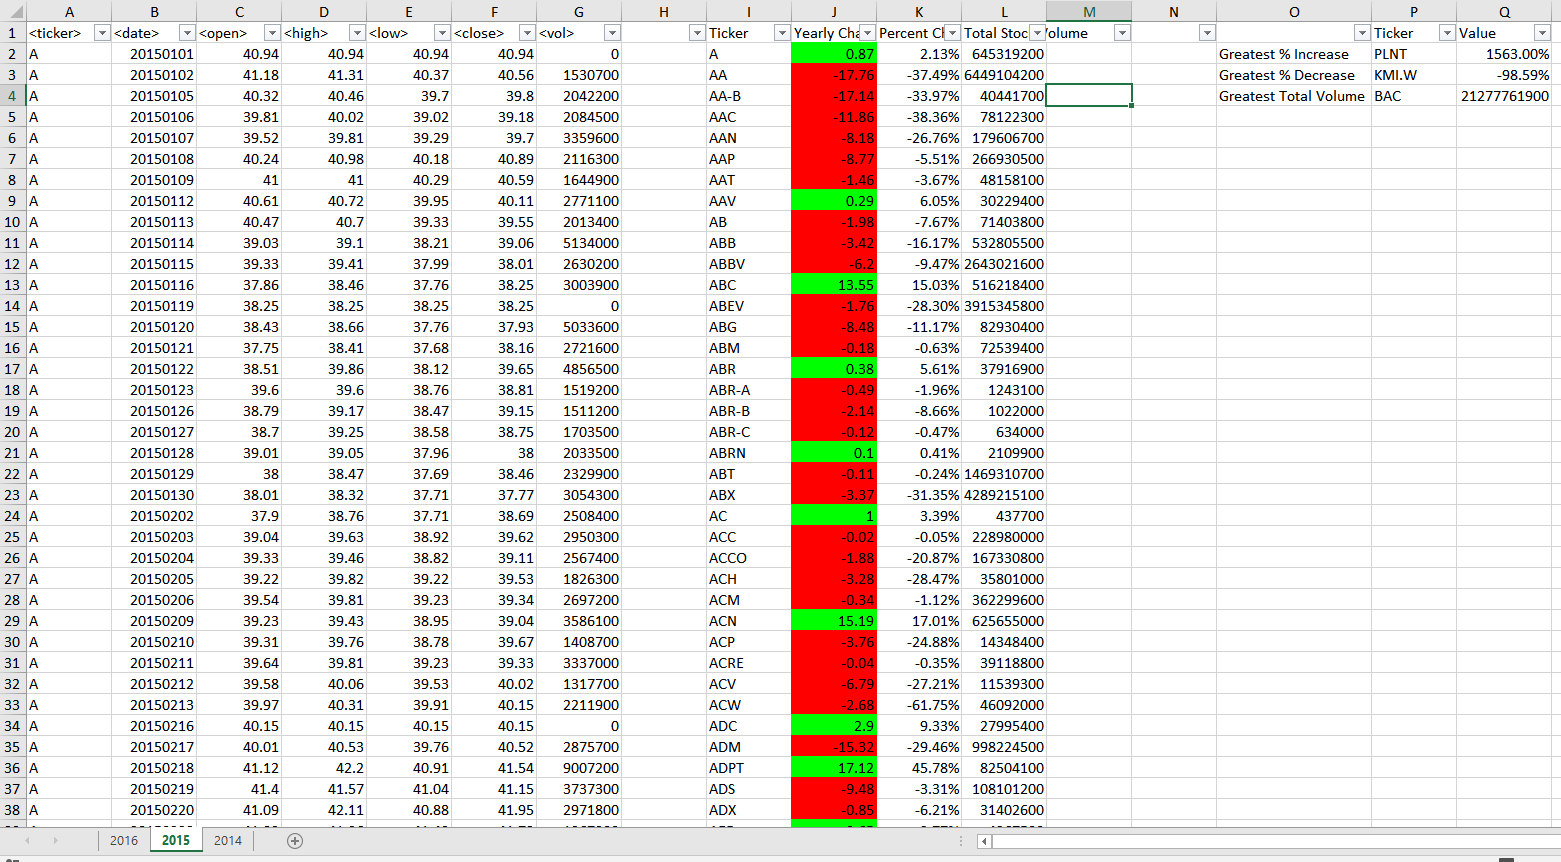 A B C D E F G H I J K L M N O P Q
1 <ticker> <date> <open> <high> <low> <close> <vol> Ticker Yearly Cha Percent Ch Total Stoc Volume Ticker Value
2 A 20150101 40.94 40.94 40.94 40.94 0 A 0.87 2.13% 645319200 Greatest % Increase PLNT 1563.00%
3 A 20150102 41.18 41.31 40.37 40.56 1530700 AA -17.76 -37.49% 6449104200 Greatest % Decrease KMI.W -98.59%
4 A 20150105 40.32 40.46 39.7 39.8 2042200 AA-B -17.14 -33.97% 40441700 Greatest Total Volume BAC 21277761900
5 A 20150106 39.81 40.02 39.02 39.18 2084500 AAC -11.86 -38.36% 78122300
6 A 20150107 39.52 39.81 39.29 39.7 3359600 AAN -8.18 -26.76% 179606700
7 A 20150108 40.24 40.98 40.18 40.89 2116300 AAP -8.77 -5.51% 266930500
8 A 20150109 41 41 40.29 40.59 1644900 AAT -1.46 -3.67% 48158100
9 A 20150112 40.61 40.72 39.95 40.11 2771100 AAV 0.29 6.05% 30229400
10 A 20150113 40.47 40.7 39.33 39.55 2013400 AB -1.98 -7.67% 71403800
11 A 20150114 39.03 39.1 38.21 39.06 5134000 ABB -3.42 -16.17% 532805500
12 A 20150115 39.33 39.41 37.99 38.01 2630200 ABBV -6.2 -9.47% 2643021600
13 A 20150116 37.86 38.46 37.76 38.25 3003900 ABC 13.55 15.03% 516218400
14 A 20150119 38.25 38.25 38.25 38.25 0 ABEV -1.76 -28.30% 3915345800
15 A 20150120 38.43 38.66 37.76 37.93 5033600 ABG -8.48 -11.17% 82930400
16 A 20150121 37.75 38.41 37.68 38.16 2721600 ABM -0.18 -0.63% 72539400
17 A 20150122 38.51 39.86 38.12 39.65 4856500 ABR 0.38 5.61% 37916900
18 A 20150123 39.6 39.6 38.76 38.81 1519200 ABR-A -0.49 -1.96% 1243100
19 A 20150126 38.79 39.17 38.47 39.15 1511200 ABR-B -2.14 -8.66% 1022000
20 A 20150127 38.7 39.25 38.58 38.75 1703500 ABR-C -0.12 -0.47% 634000
21 A 20150128 39.01 39.05 37.96 38 2033500 ABRN 0.1 0.41% 2109900
22 A 20150129 38 38.47 37.69 38.46 2329900 ABT -0.11 -0.24% 1469310700
23 A 20150130 38.01 38.32 37.71 37.77 3054300 ABX -3.37 -31.35% 4289215100
24 A 20150202 37.9 38.76 37.71 38.69 2508400 AC 1 3.39% 437700
25 A 20150203 39.04 39.63 38.92 39.62 2950300 ACC -0.02 -0.05% 228980000
26 A 20150204 39.33 39.46 38.82 39.11 2567400 ACCO -1.88 -20.87% 167330800
27 A 20150205 39.22 39.82 39.22 39.53 1826300 ACH -3.28 -28.47% 35801000
28 A 20150206 39.54 39.81 39.23 39.34 2697200 ACM -0.34 -1.12% 362299600
29 A 20150209 39.23 39.43 38.95 39.04 3586100 ACN 15.19 17.01% 625655000
30 A 20150210 39.31 39.76 38.78 39.67 1408700 ACP -3.76 -24.88% 14348400
31 A 20150211 39.64 39.81 39.23 39.33 3337000 ACRE -0.04 -0.35% 39118800
32 A 20150212 39.58 40.06 39.53 40.02 1317700 ACV -6.79 -27.21% 11539300
33 A 20150213 39.97 40.31 39.91 40.15 2211900 ACW -2.68 -61.75% 46092000
34 A 20150216 40.15 40.15 40.15 40.15 0 ADC 2.9 9.33% 27995400
35 A 20150217 40.01 40.53 39.76 40.52 2875700 ADM -15.32 -29.46% 998224500
36 A 20150218 41.12 42.2 40.91 41.54 9007200 ADPT 17.12 45.78% 82504100
37 A 20150219 41.4 41.57 41.04 41.15 3737300 ADS -9.48 -3.31% 108101200
38 A 20150220 41.09 42.11 40.88 41.95 2971800 ADX -0.85 -6.21% 31402600
2016 2015 2014